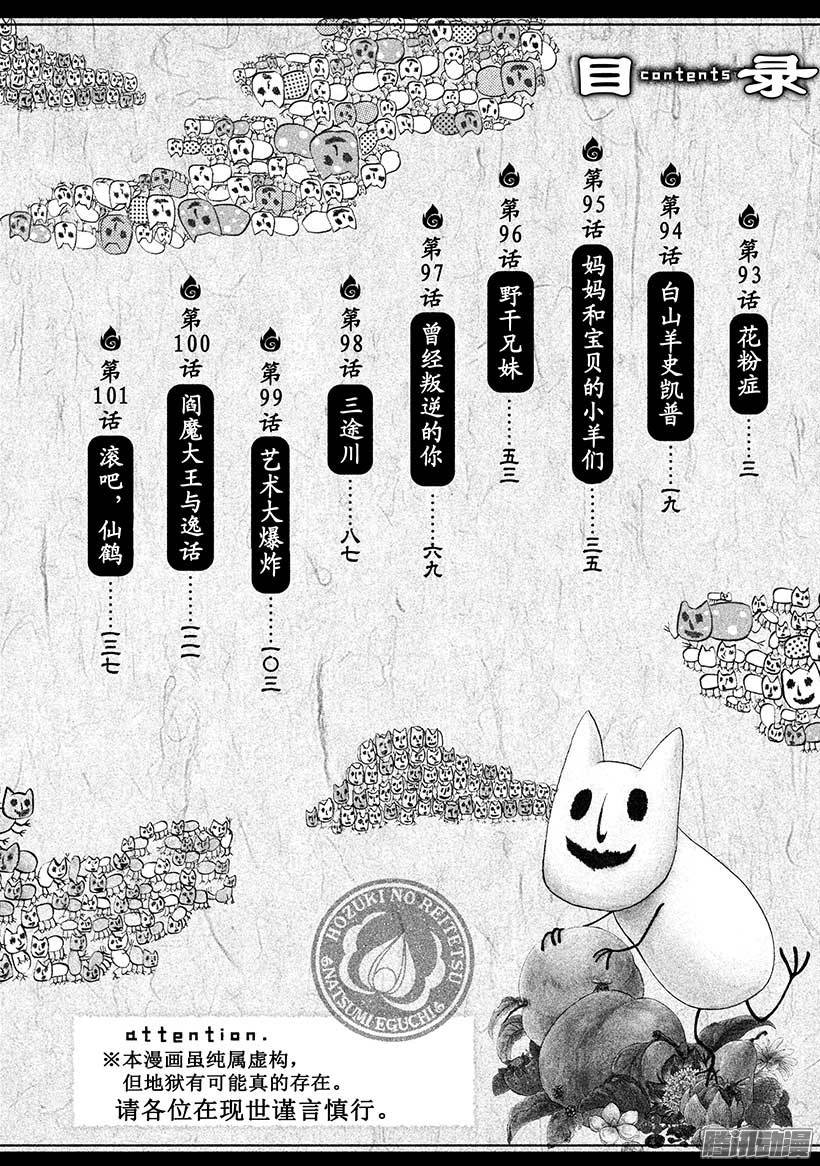 目 contents 录
第93话 花粉症……三
第94话 白山羊史凯普……一九
第95话 妈妈和宝贝的小羊们……三五
第96话 野干兄妹……五三
第97话 曾经叛逆的你……六九
第98话 三途川……八七
第99话 艺术大爆炸……一〇三
第100话 阎魔大王与逸话……一二一
第101话 滚吧，仙鹤……一三七
HOZUKI NO REITETSU
NATSUMI EGUCHI
attention.
※本漫画虽纯属虚构，
但地狱有可能真的存在。
请各位在现世谨言慎行。
腾讯动漫